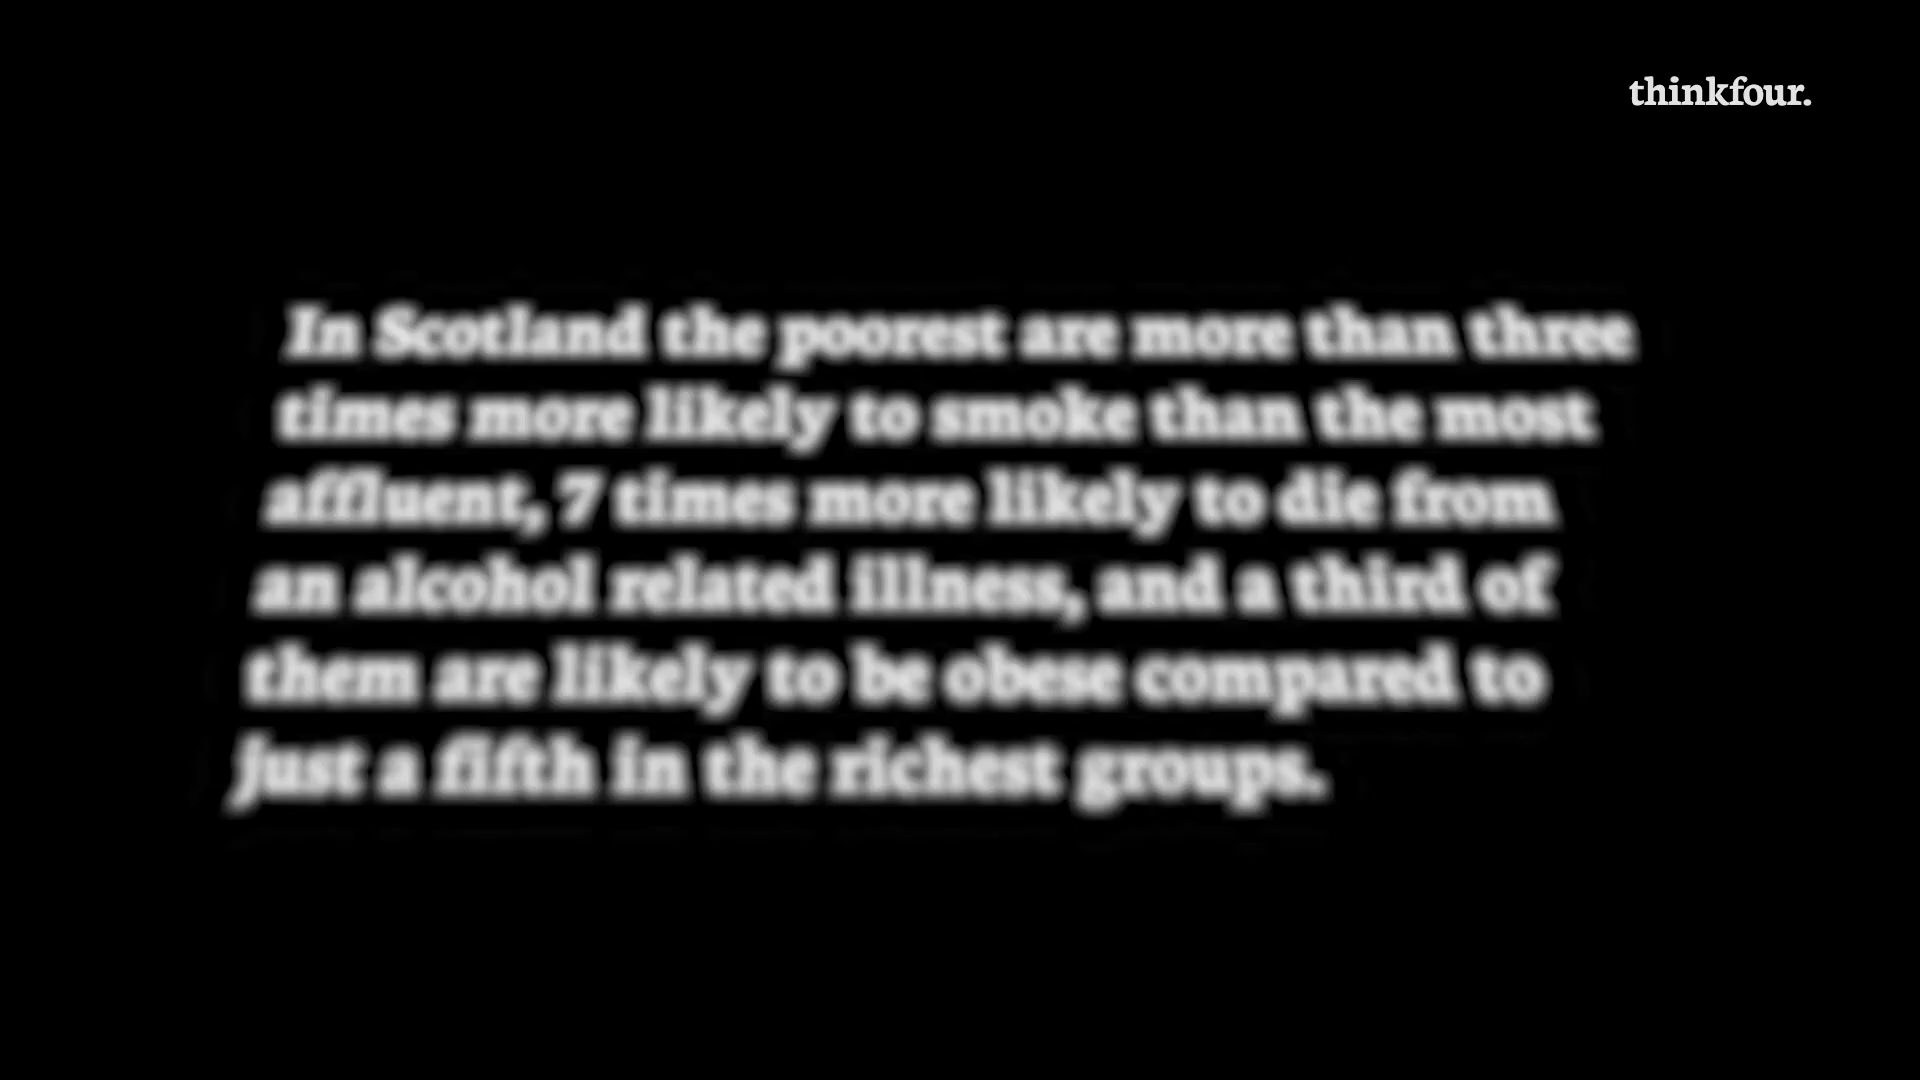 thinkfour.
In Scotland the poorest are more than three
times more likely to smoke than the most
affluent, 7 times more likely to die from
an alcohol related illness, and a third of
them are likely to be obese compared to
just a fifth in the richest groups.